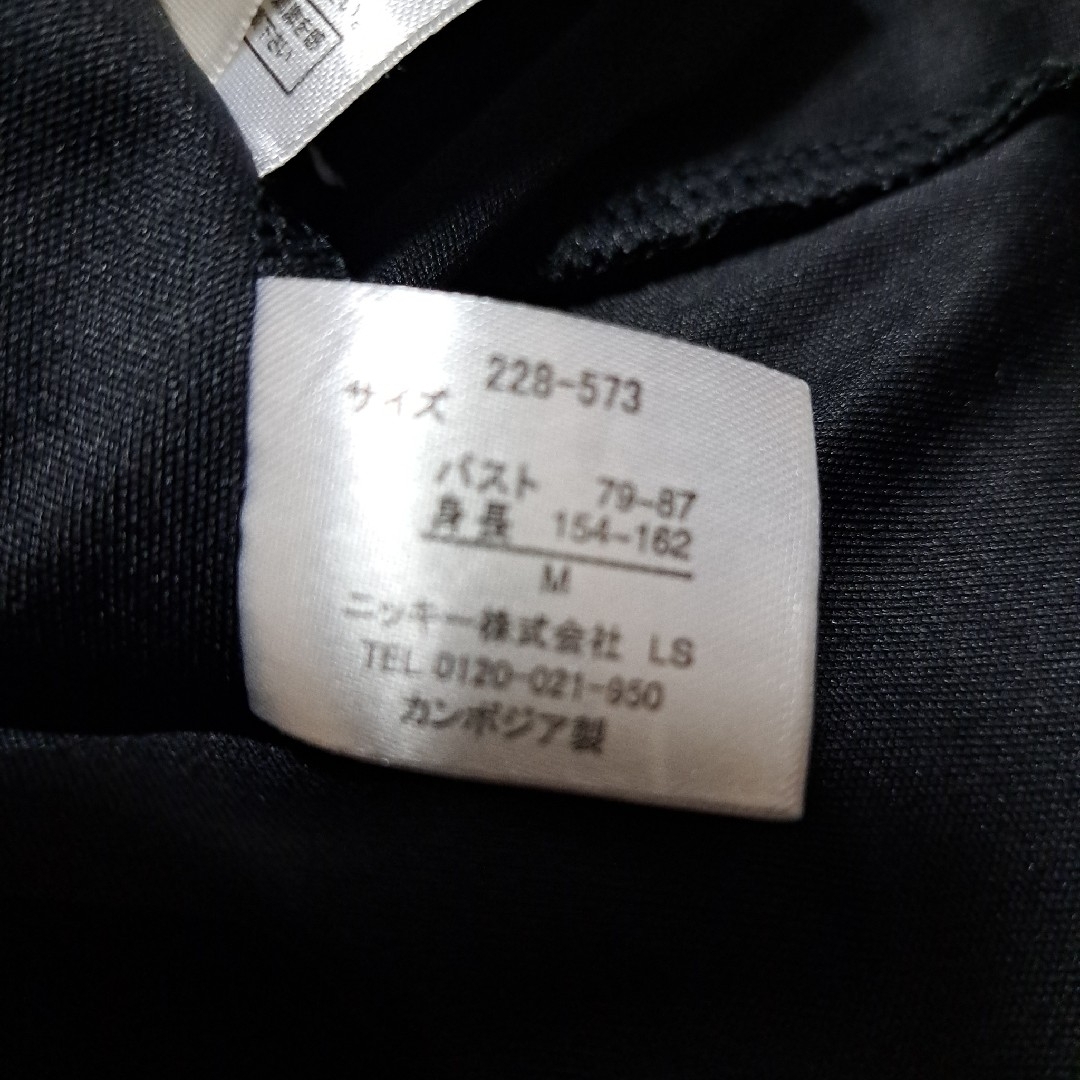 228-573
サイズ
バスト 79-87
身長 154-162
M
ニッキー株式会社 LS
TEL 0120-021-950
カンボジア製